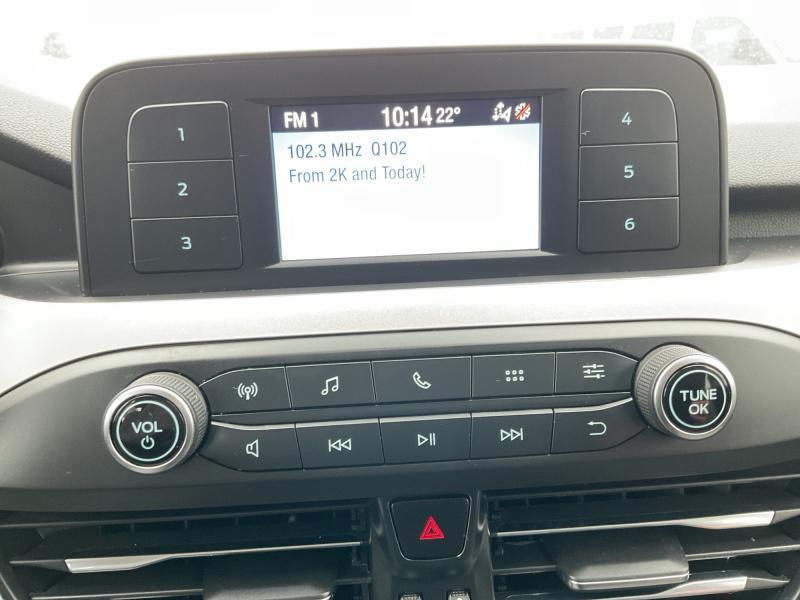 FM 1 10:14 22°
102.3 MHz Q102
From 2K and Today!
1
2
3
4
5
6
VOL
TUNE
OK